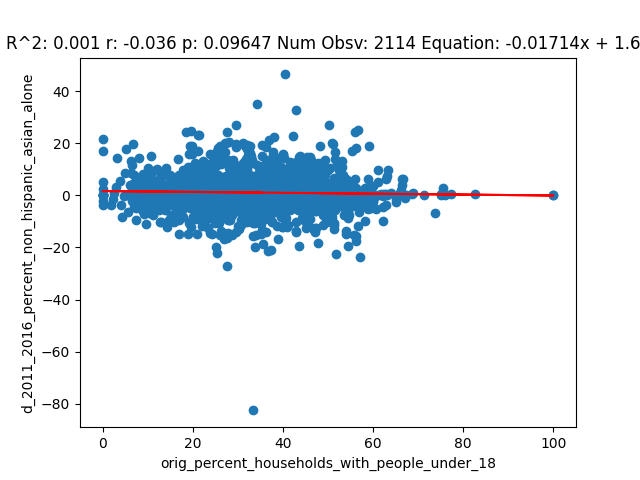 R^2: 0.001 r: -0.036 p: 0.09647 Num Obsv: 2114 Equation: -0.01714x + 1.6
d_2011_2016_percent_non_hispanic_asian_alone
40
20
0
−20
−40
−60
−80
0 20 40 60 80 100
orig_percent_households_with_people_under_18